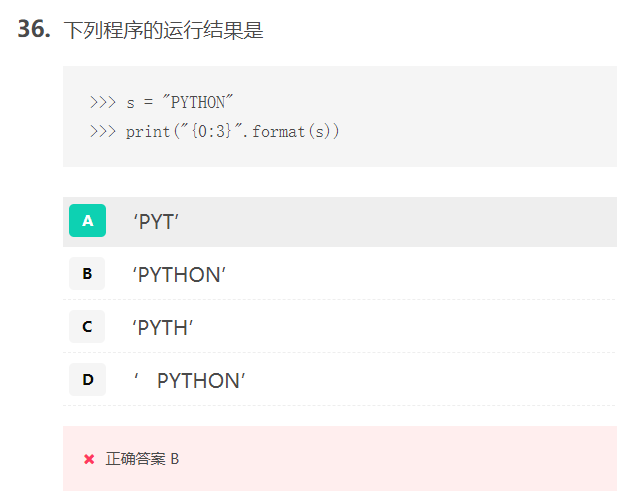 36. 下列程序的运行结果是
>>> s = "PYTHON"
>>> print("{0:3}".format(s))
A ‘PYT’
B ‘PYTHON’
C ‘PYTH’
D ‘ PYTHON’
✖ 正确答案 B